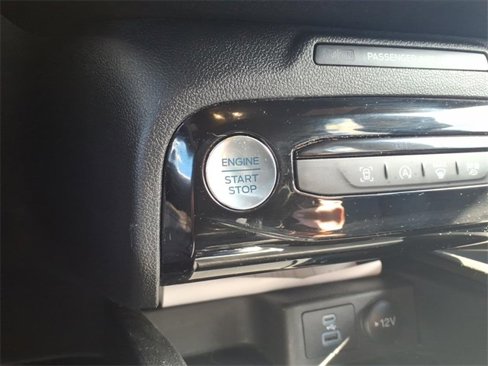 PASSENGER
ENGINE
START
STOP
A
12V